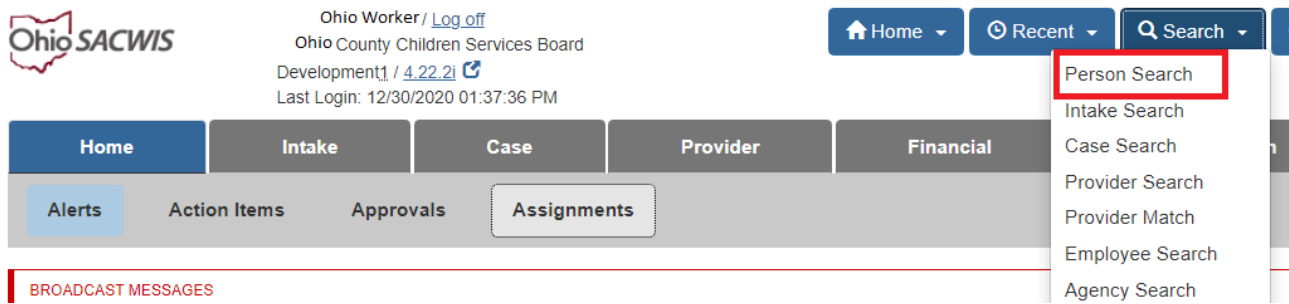 Ohio SACWIS
Ohio Worker / Log off
Ohio County Children Services Board
Development1 / 4.22.2i
Last Login: 12/30/2020 01:37:36 PM
Home Recent Search
Person Search
Intake Search
Case Search
Provider Search
Provider Match
Employee Search
Agency Search
Home Intake Case Provider Financial
Alerts Action Items Approvals Assignments
BROADCAST MESSAGES